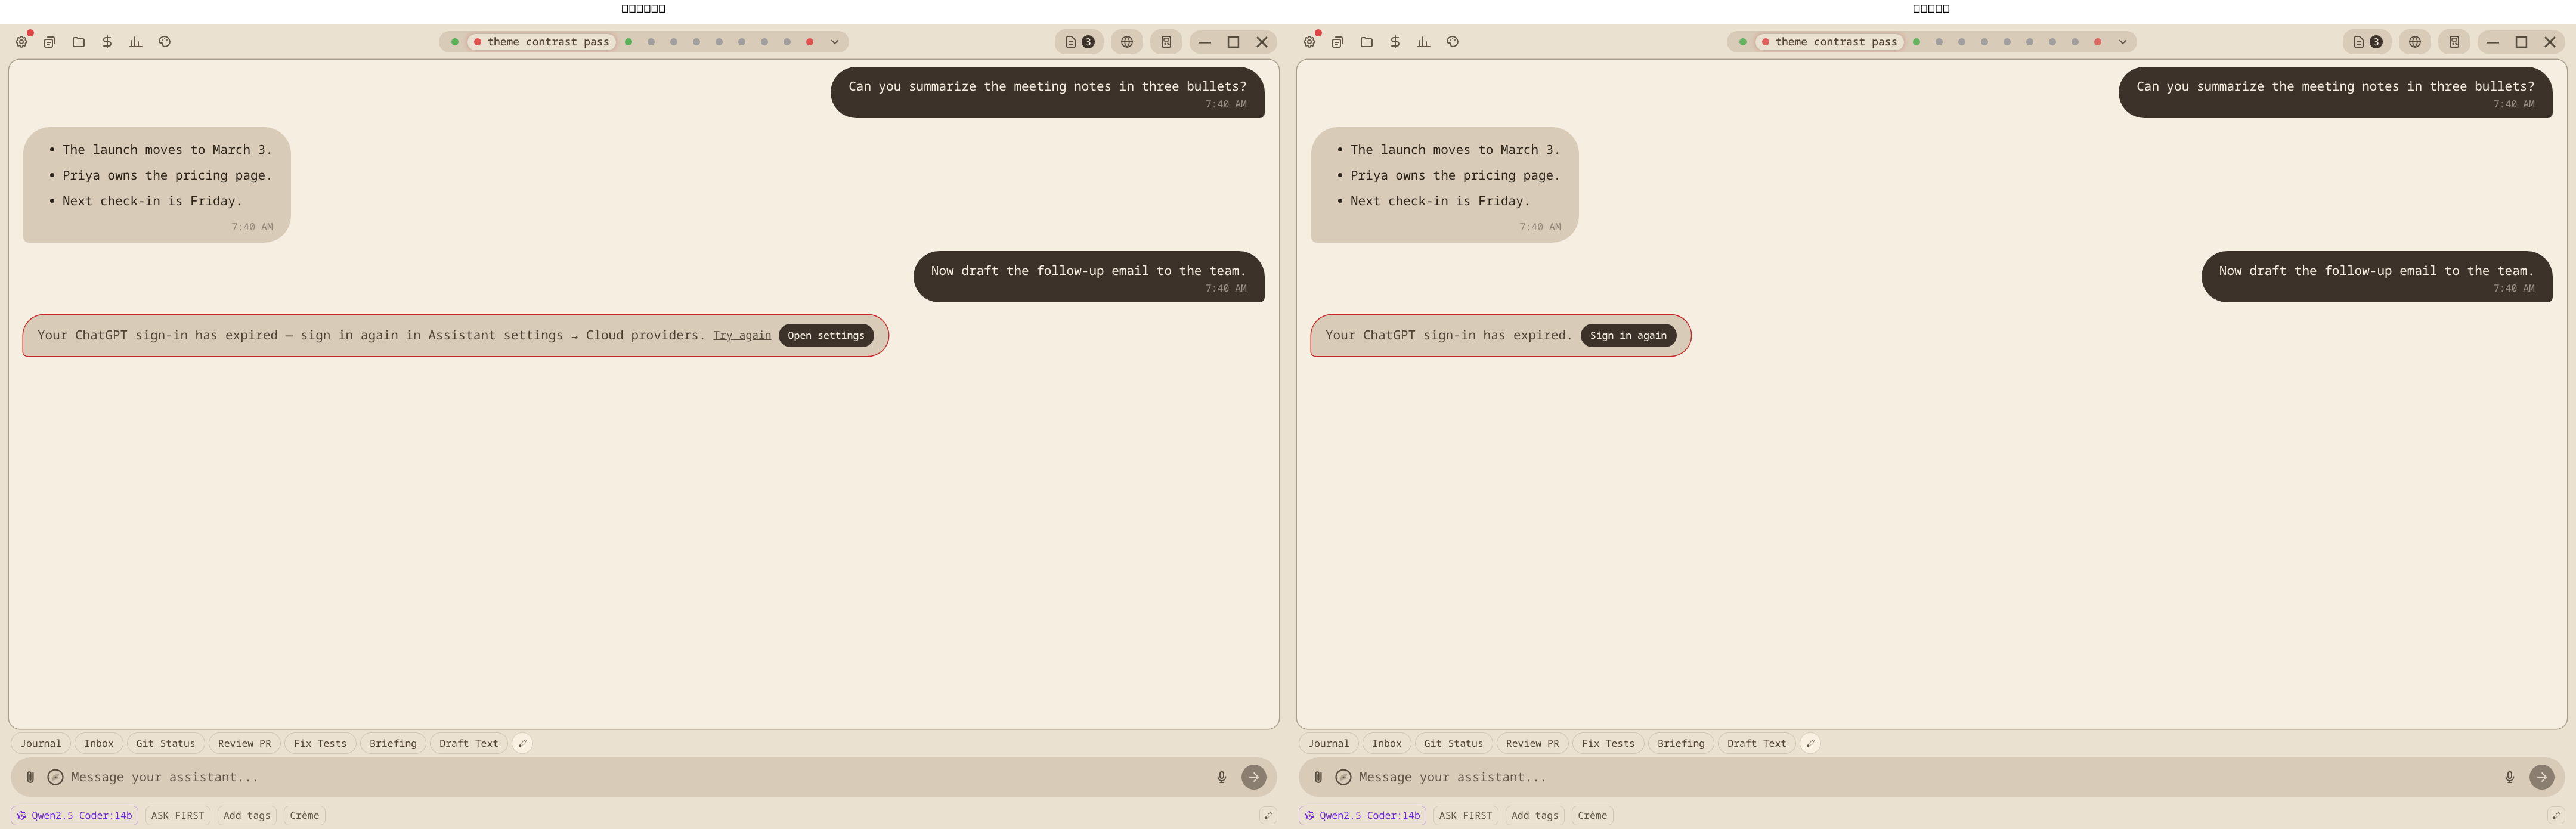 theme contrast pass
3
Can you summarize the meeting notes in three bullets?
7:40 AM
• The launch moves to March 3.
• Priya owns the pricing page.
• Next check-in is Friday.
7:40 AM
Now draft the follow-up email to the team.
7:40 AM
Your ChatGPT sign-in has expired — sign in again in Assistant settings → Cloud providers. Try again Open settings
Journal Inbox Git Status Review PR Fix Tests Briefing Draft Text
Message your assistant...
Qwen2.5 Coder:14b ASK FIRST Add tags Crème
theme contrast pass
3
Can you summarize the meeting notes in three bullets?
7:40 AM
• The launch moves to March 3.
• Priya owns the pricing page.
• Next check-in is Friday.
7:40 AM
Now draft the follow-up email to the team.
7:40 AM
Your ChatGPT sign-in has expired. Sign in again
Journal Inbox Git Status Review PR Fix Tests Briefing Draft Text
Message your assistant...
Qwen2.5 Coder:14b ASK FIRST Add tags Crème